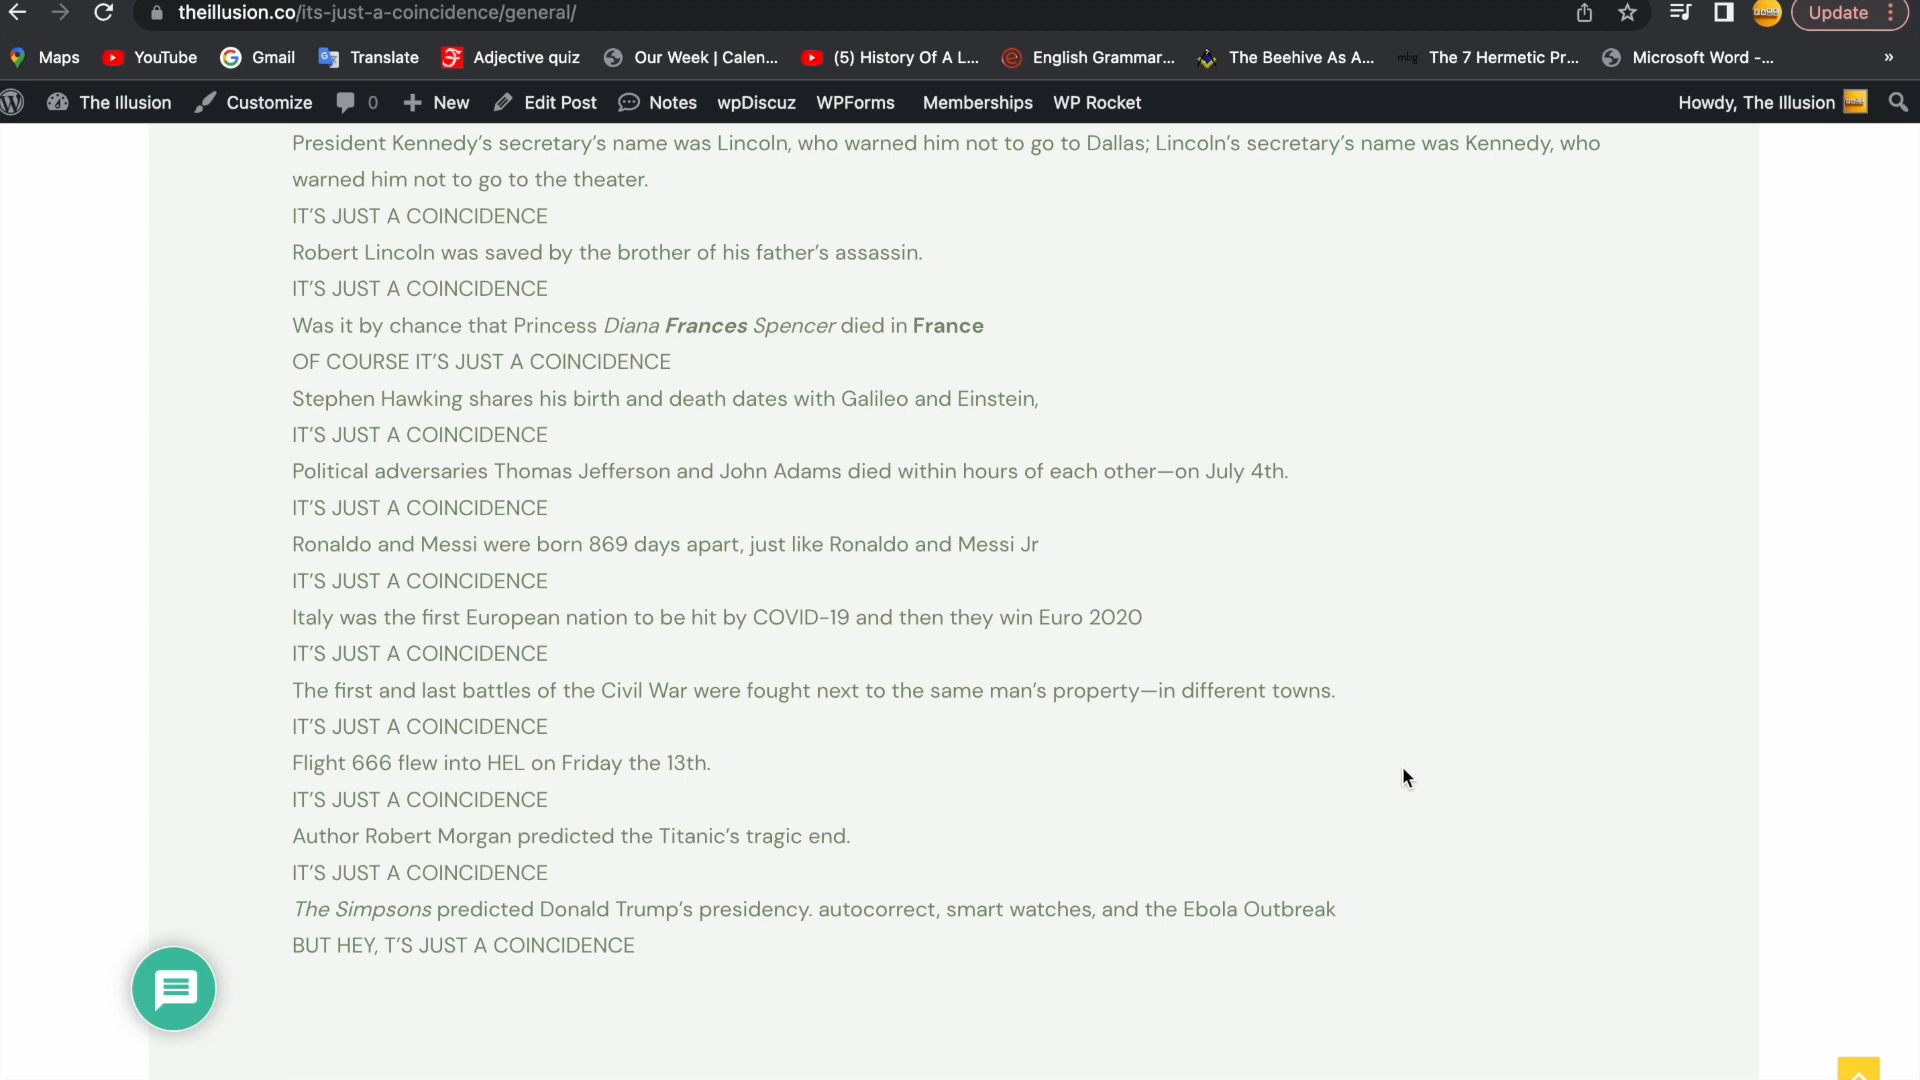 theillusion.co/its-just-a-coincidence/general/
Update
Maps YouTube Gmail Translate Adjective quiz Our Week | Calen... (5) History Of A L... English Grammar... The Beehive As A... mbg The 7 Hermetic Pr... Microsoft Word -... »
The Illusion Customize 0 New Edit Post Notes wpDiscuz WPForms Memberships WP Rocket Howdy, The Illusion
President Kennedy’s secretary’s name was Lincoln, who warned him not to go to Dallas; Lincoln’s secretary’s name was Kennedy, who
warned him not to go to the theater.
IT’S JUST A COINCIDENCE
Robert Lincoln was saved by the brother of his father’s assassin.
IT’S JUST A COINCIDENCE
Was it by chance that Princess Diana Frances Spencer died in France
OF COURSE IT’S JUST A COINCIDENCE
Stephen Hawking shares his birth and death dates with Galileo and Einstein,
IT’S JUST A COINCIDENCE
Political adversaries Thomas Jefferson and John Adams died within hours of each other—on July 4th.
IT’S JUST A COINCIDENCE
Ronaldo and Messi were born 869 days apart, just like Ronaldo and Messi Jr
IT’S JUST A COINCIDENCE
Italy was the first European nation to be hit by COVID-19 and then they win Euro 2020
IT’S JUST A COINCIDENCE
The first and last battles of the Civil War were fought next to the same man’s property—in different towns.
IT’S JUST A COINCIDENCE
Flight 666 flew into HEL on Friday the 13th.
IT’S JUST A COINCIDENCE
Author Robert Morgan predicted the Titanic’s tragic end.
IT’S JUST A COINCIDENCE
The Simpsons predicted Donald Trump’s presidency. autocorrect, smart watches, and the Ebola Outbreak
BUT HEY, T’S JUST A COINCIDENCE